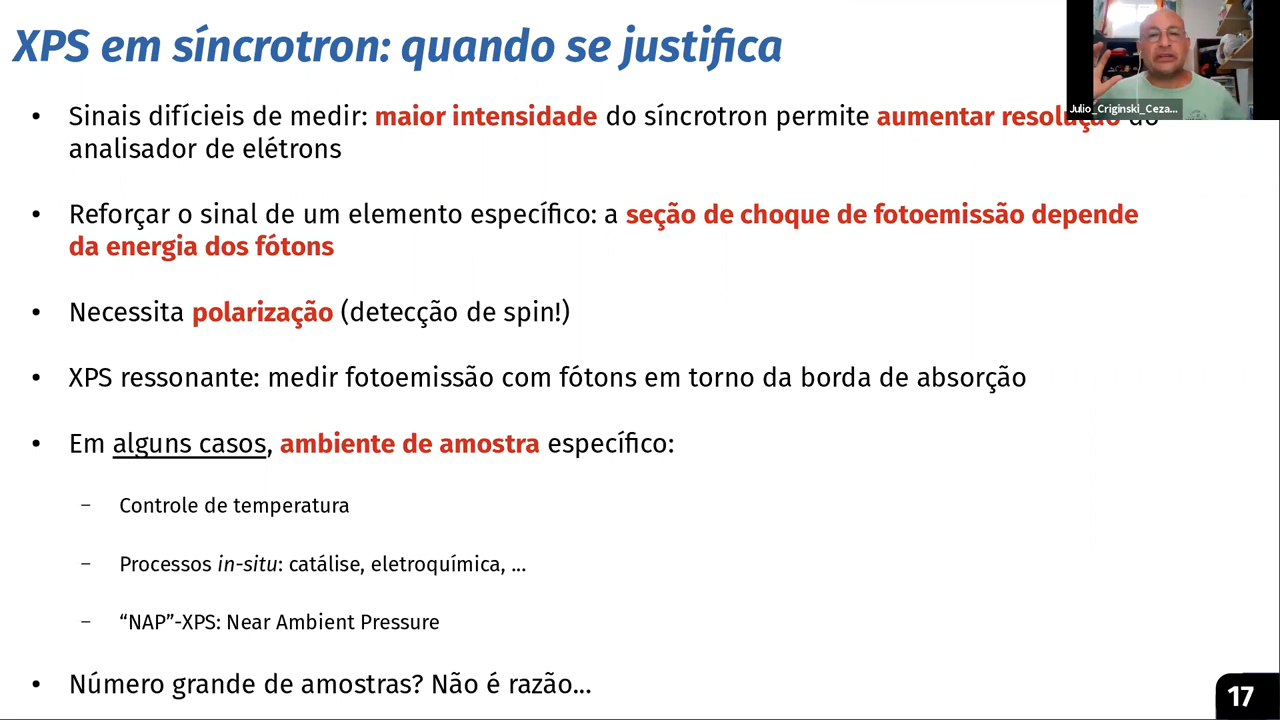 XPS em síncrotron: quando se justifica
Julio_Criginski_Ceza...
• Sinais difícieis de medir: maior intensidade do síncrotron permite aumentar resolução do
analisador de elétrons
• Reforçar o sinal de um elemento específico: a seção de choque de fotoemissão depende
da energia dos fótons
• Necessita polarização (detecção de spin!)
• XPS ressonante: medir fotoemissão com fótons em torno da borda de absorção
• Em alguns casos, ambiente de amostra específico:
– Controle de temperatura
– Processos in-situ: catálise, eletroquímica, ...
– “NAP”-XPS: Near Ambient Pressure
• Número grande de amostras? Não é razão...
17